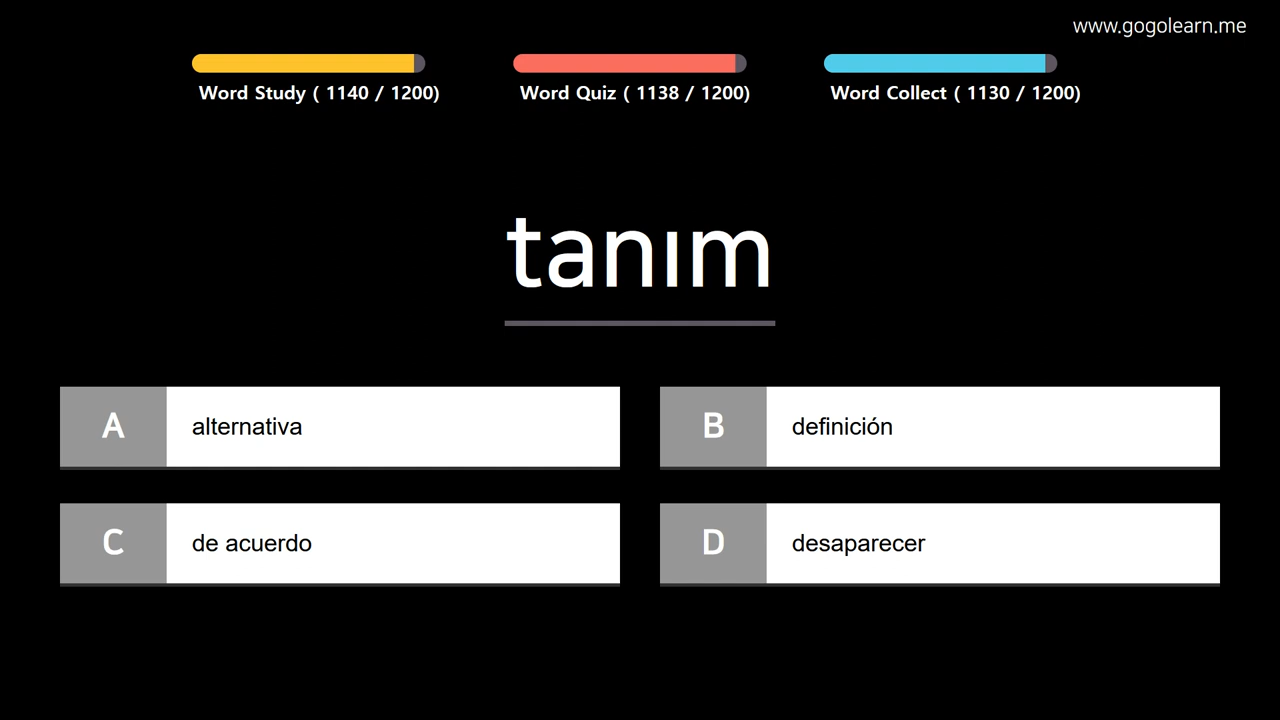 www.gogolearn.me
Word Study ( 1140 / 1200)
Word Quiz ( 1138 / 1200)
Word Collect ( 1130 / 1200)
tanım
A alternativa
B definición
C de acuerdo
D desaparecer